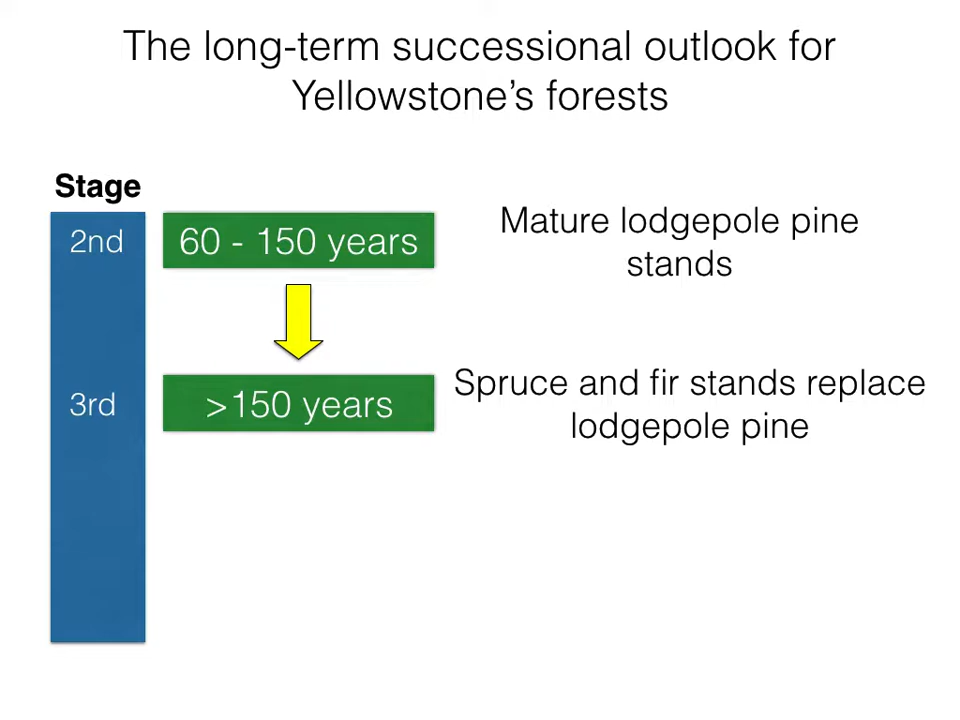 The long-term successional outlook for
Yellowstone’s forests
Stage
2nd
60 - 150 years
Mature lodgepole pine
stands
3rd
>150 years
Spruce and fir stands replace
lodgepole pine